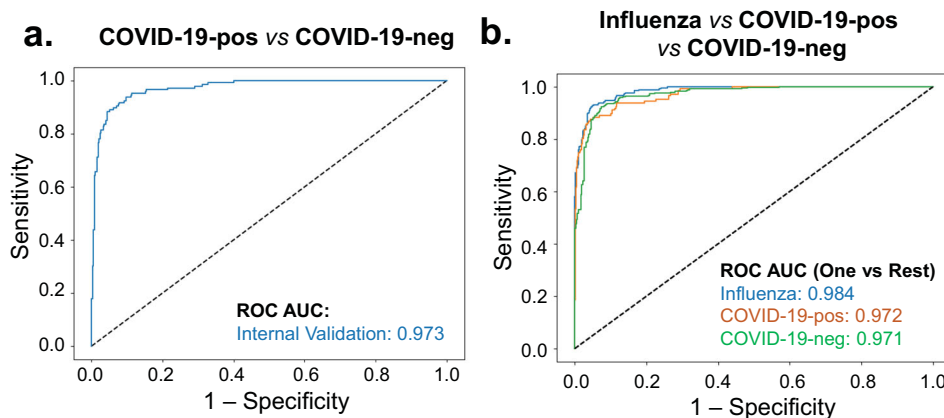 a.
COVID-19-pos vs COVID-19-neg
1.0
0.8
0.6
0.4
0.2
0.0
Sensitivity
ROC AUC:
Internal Validation: 0.973
0.0 0.2 0.4 0.6 0.8 1.0
1 – Specificity
b.
Influenza vs COVID-19-pos
vs COVID-19-neg
1.0
0.8
0.6
0.4
0.2
0.0
Sensitivity
ROC AUC (One vs Rest)
Influenza: 0.984
COVID-19-pos: 0.972
COVID-19-neg: 0.971
0.0 0.2 0.4 0.6 0.8 1.0
1 – Specificity